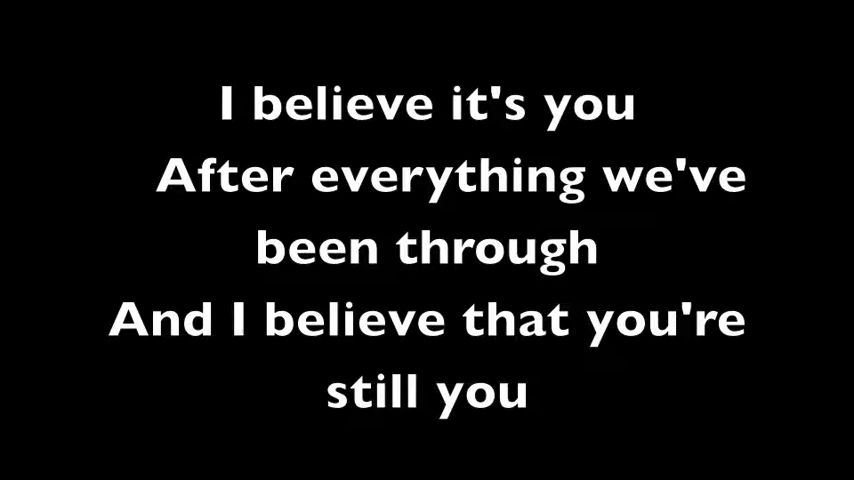 I believe it's you
After everything we've
been through
And I believe that you're
still you